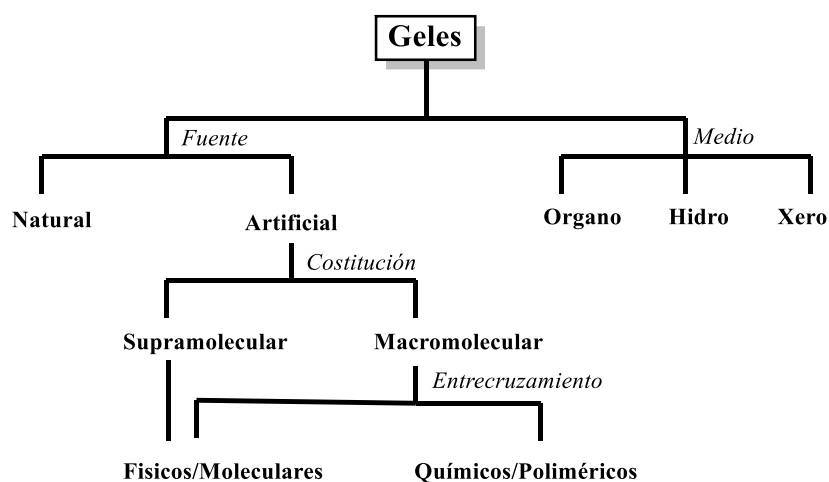 Geles
Fuente
Medio
Natural
Artificial
Organo
Hidro
Xero
Costitución
Supramolecular
Macromolecular
Entrecruzamiento
Fisicos/Moleculares
Químicos/Poliméricos